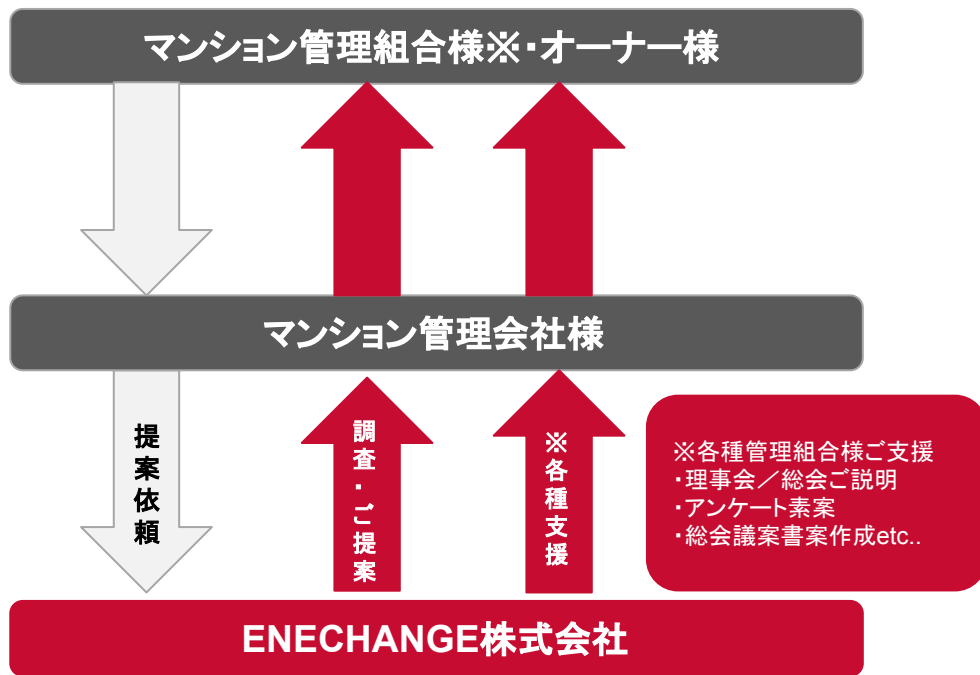 マンション管理組合様※・オーナー様
マンション管理会社様
提案依頼
調査・ご提案
※各種支援
※各種管理組合様ご支援
・理事会／総会ご説明
・アンケート素案
・総会議案書案作成etc..
ENECHANGE株式会社